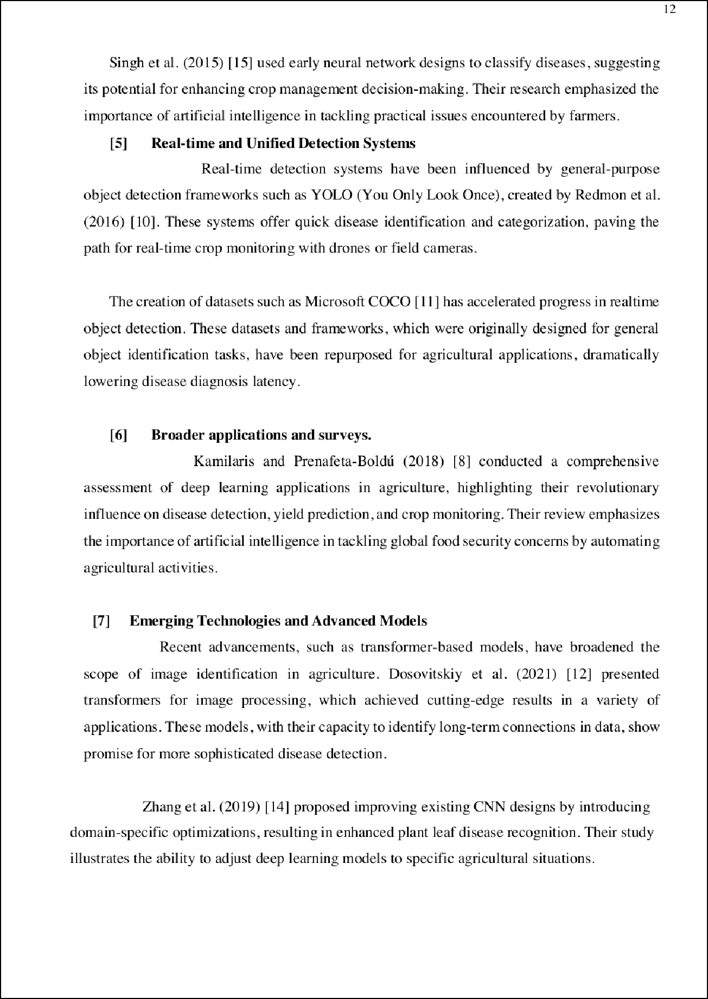 12
Singh et al. (2015) [15] used early neural network designs to classify diseases, suggesting
its potential for enhancing crop management decision-making. Their research emphasized the
importance of artificial intelligence in tackling practical issues encountered by farmers.
[5] Real-time and Unified Detection Systems
Real-time detection systems have been influenced by general-purpose
object detection frameworks such as YOLO (You Only Look Once), created by Redmon et al.
(2016) [10]. These systems offer quick disease identification and categorization, paving the
path for real-time crop monitoring with drones or field cameras.
The creation of datasets such as Microsoft COCO [11] has accelerated progress in realtime
object detection. These datasets and frameworks, which were originally designed for general
object identification tasks, have been repurposed for agricultural applications, dramatically
lowering disease diagnosis latency.
[6] Broader applications and surveys.
Kamilaris and Prenafeta-Boldú (2018) [8] conducted a comprehensive
assessment of deep learning applications in agriculture, highlighting their revolutionary
influence on disease detection, yield prediction, and crop monitoring. Their review emphasizes
the importance of artificial intelligence in tackling global food security concerns by automating
agricultural activities.
[7] Emerging Technologies and Advanced Models
Recent advancements, such as transformer-based models, have broadened the
scope of image identification in agriculture. Dosovitskiy et al. (2021) [12] presented
transformers for image processing, which achieved cutting-edge results in a variety of
applications. These models, with their capacity to identify long-term connections in data, show
promise for more sophisticated disease detection.
Zhang et al. (2019) [14] proposed improving existing CNN designs by introducing
domain-specific optimizations, resulting in enhanced plant leaf disease recognition. Their study
illustrates the ability to adjust deep learning models to specific agricultural situations.